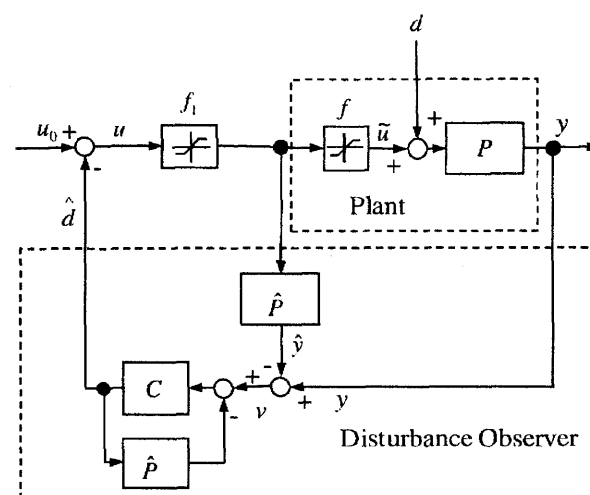 d
f₁
f
u₀ +
u
ũ
+
y
-
+
P
d̂
Plant
P̂
ŷ
-
C
+
v
+
y
-
P̂
Disturbance Observer